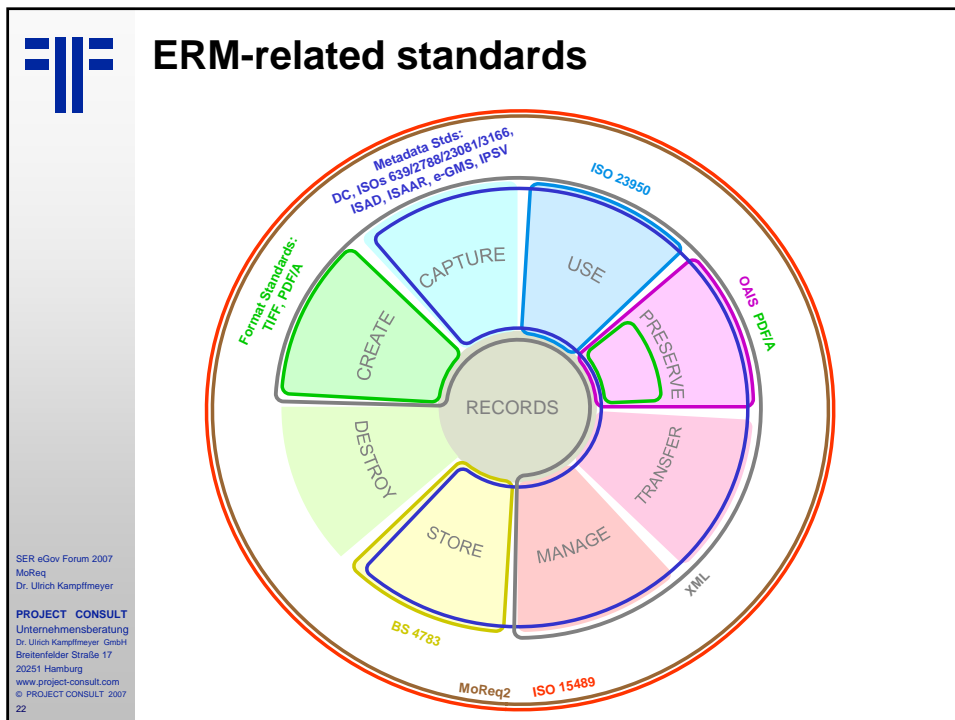 ERM-related standards
Metadata Stds:
DC, ISOs 639/2788/23081/3166,
ISAD, ISAAR, e-GMS, IPSV
ISO 23950
Format Standards:
TIFF, PDF/A
OAIS PDF/A
CAPTURE
USE
CREATE
PRESERVE
RECORDS
DESTROY
TRANSFER
STORE
MANAGE
XML
BS 4783
MoReq2 ISO 15489
SER eGov Forum 2007
MoReq
Dr. Ulrich Kampffmeyer
PROJECT CONSULT
Unternehmensberatung
Dr. Ulrich Kampffmeyer GmbH
Breitenfelder Straße 17
20251 Hamburg
www.project-consult.com
© PROJECT CONSULT 2007
22